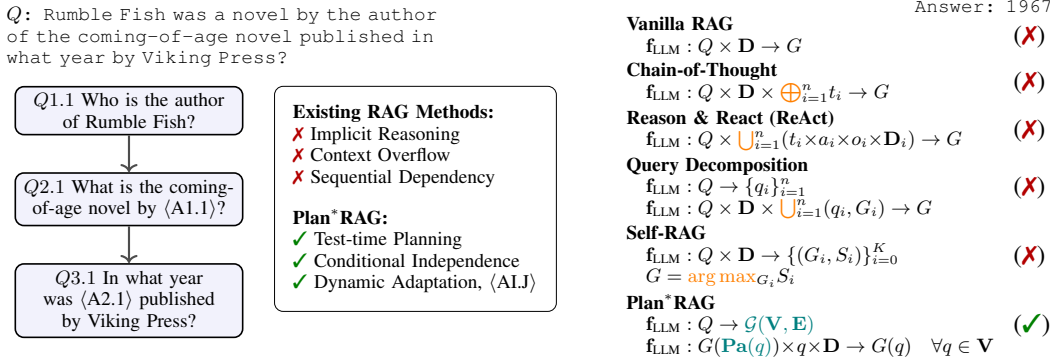 Q: Rumble Fish was a novel by the author
of the coming-of-age novel published in
what year by Viking Press?
Q1.1 Who is the author
of Rumble Fish?
Q2.1 What is the coming-
of-age novel by ⟨A1.1⟩?
Q3.1 In what year
was ⟨A2.1⟩ published
by Viking Press?
Existing RAG Methods:
✗ Implicit Reasoning
✗ Context Overflow
✗ Sequential Dependency
Plan*RAG:
✓ Test-time Planning
✓ Conditional Independence
✓ Dynamic Adaptation, ⟨AI.J⟩
Answer: 1967
Vanilla RAG
f_LLM : Q × D → G (✗)
Chain-of-Thought
f_LLM : Q × D × ⊕_{i=1}^{n} t_i → G (✗)
Reason & React (ReAct)
f_LLM : Q × ⋃_{i=1}^{n} (t_i × a_i × o_i × D_i) → G (✗)
Query Decomposition
f_LLM : Q → {q_i}_{i=1}^{n} (✗)
f_LLM : Q × D × ⋃_{i=1}^{n} (q_i, G_i) → G
Self-RAG
f_LLM : Q × D → {(G_i, S_i)}_{i=0}^{K} (✗)
G = arg max_{G_i} S_i
Plan*RAG
f_LLM : Q → 𝒢(V, E) (✓)
f_LLM : G(Pa(q)) × q × D → G(q) ∀q ∈ V